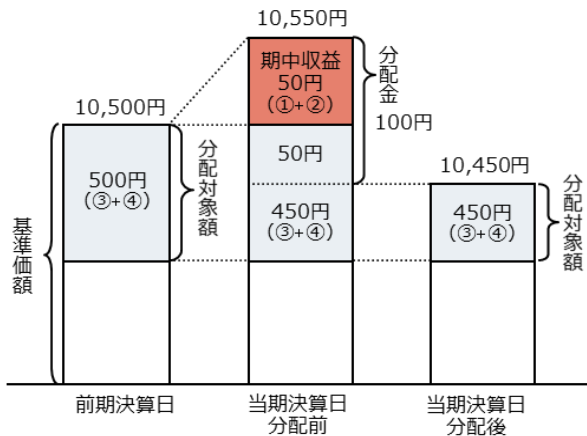 10,550円
期中収益
50円
(①+②)
分配金
100円
10,500円
500円
(③+④)
分配対象額
50円
450円
(③+④)
10,450円
450円
(③+④)
分配対象額
基準価額
前期決算日
当期決算日
分配前
当期決算日
分配後